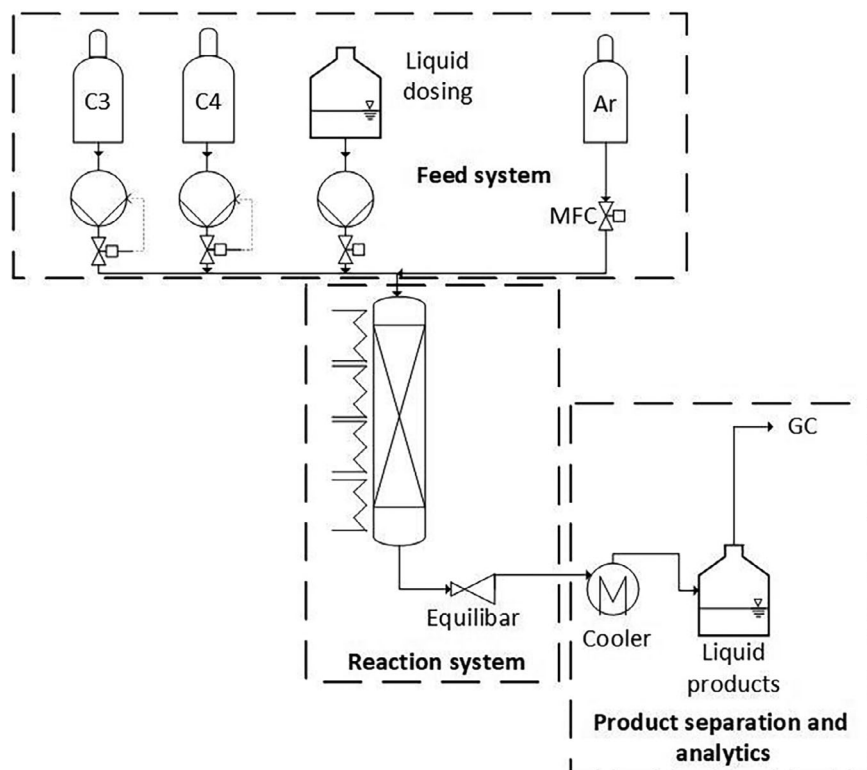 C3
C4
Liquid
dosing
Ar
Feed system
MFC
GC
Equilibar
Cooler
Reaction system
Liquid
products
Product separation and
analytics